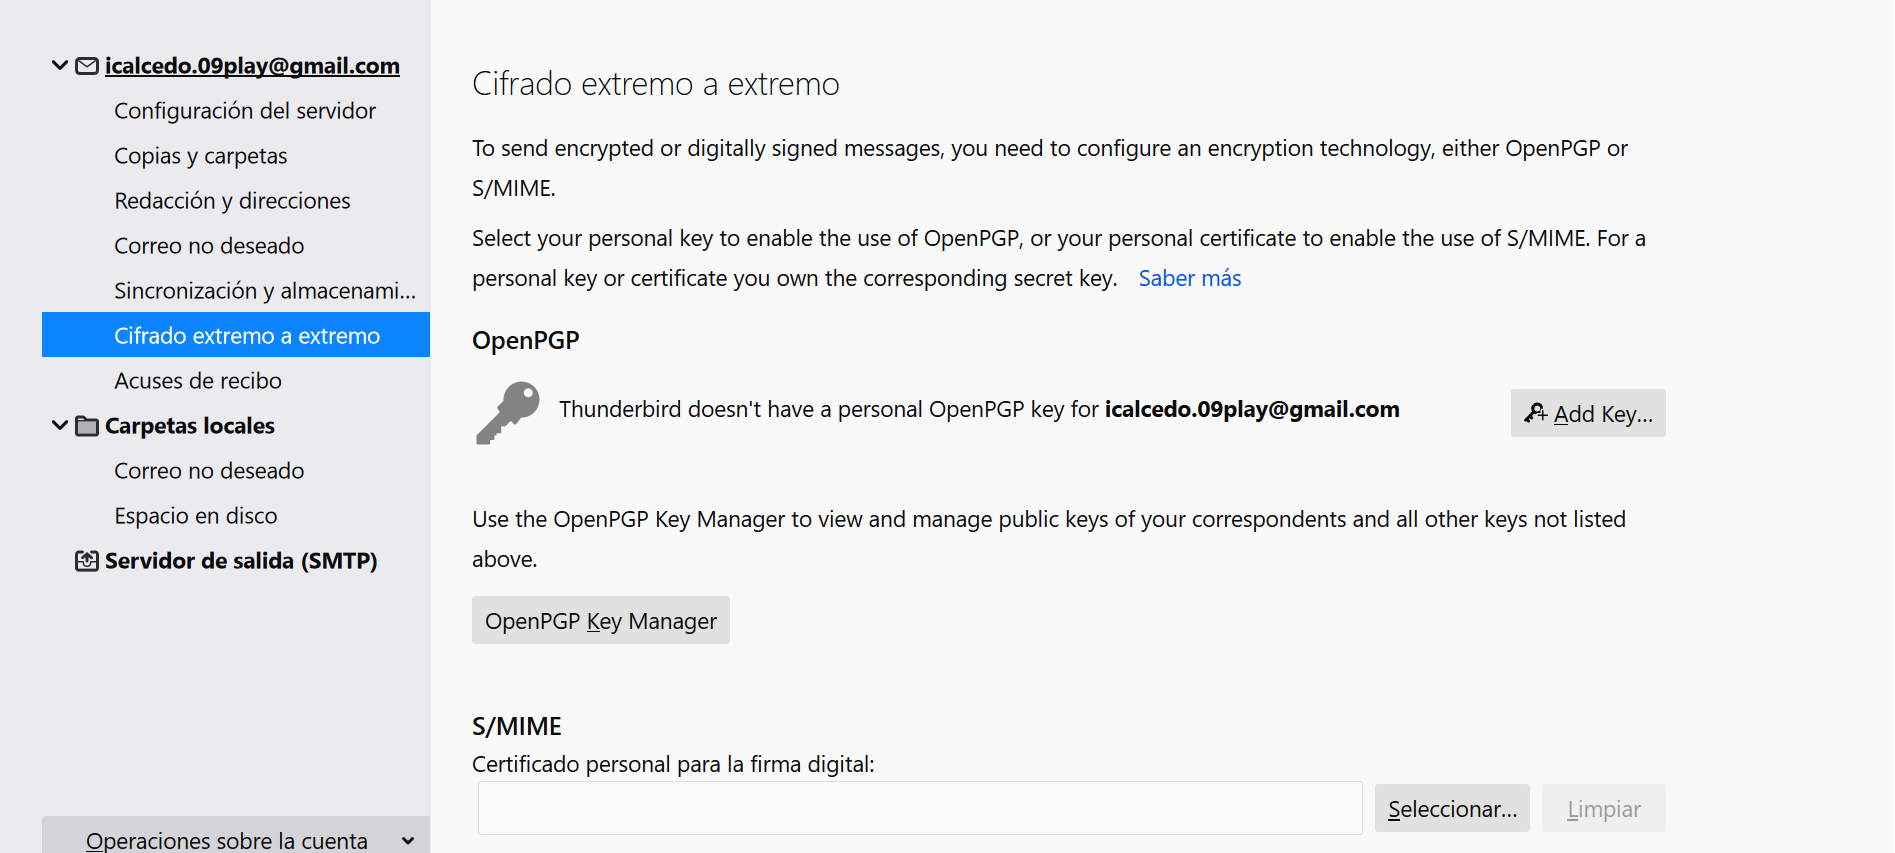 icalcedo.09play@gmail.com
Configuración del servidor
Copias y carpetas
Redacción y direcciones
Correo no deseado
Sincronización y almacenami...
Cifrado extremo a extremo
Acuses de recibo
Carpetas locales
Correo no deseado
Espacio en disco
Servidor de salida (SMTP)
Operaciones sobre la cuenta
Cifrado extremo a extremo
To send encrypted or digitally signed messages, you need to configure an encryption technology, either OpenPGP or
S/MIME.
Select your personal key to enable the use of OpenPGP, or your personal certificate to enable the use of S/MIME. For a
personal key or certificate you own the corresponding secret key. Saber más
OpenPGP
Thunderbird doesn't have a personal OpenPGP key for icalcedo.09play@gmail.com
Add Key...
Use the OpenPGP Key Manager to view and manage public keys of your correspondents and all other keys not listed
above.
OpenPGP Key Manager
S/MIME
Certificado personal para la firma digital:
Seleccionar...
Limpiar